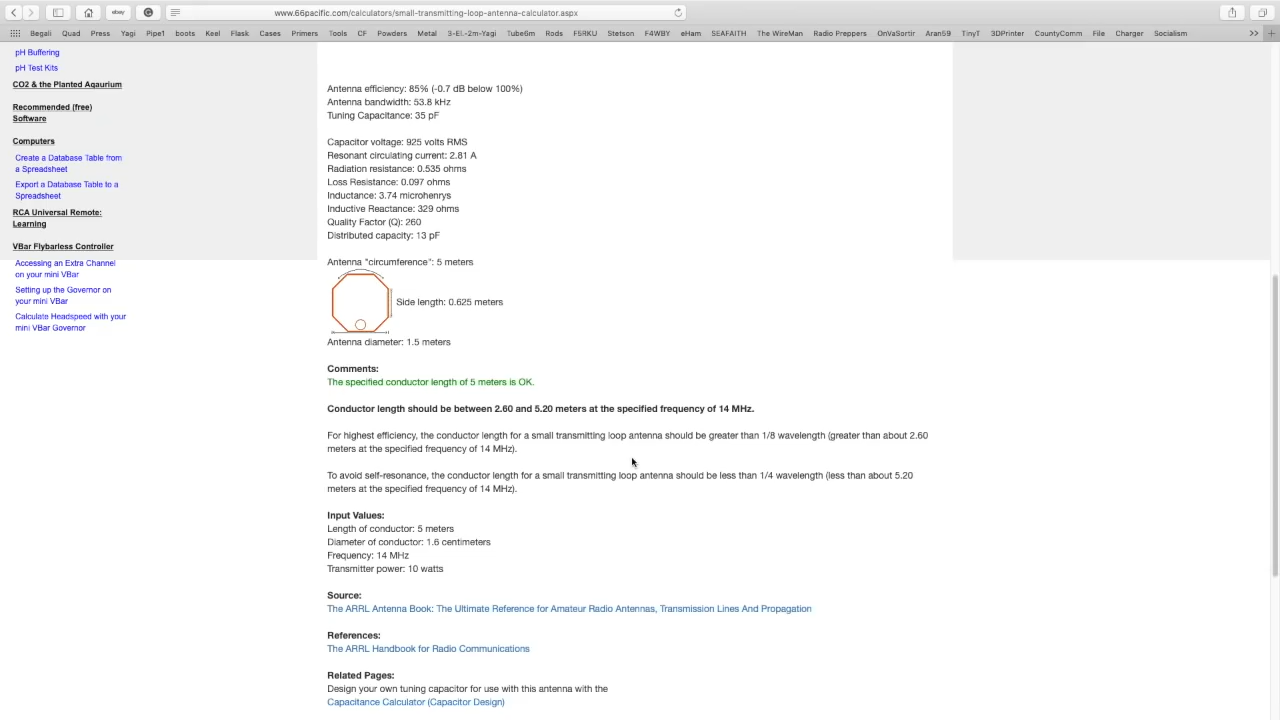 www.66pacific.com/calculators/small-transmitting-loop-antenna-calculator.aspx
ebay
Begali Quad Press Yagi Pipe1 boots Keel Flask Cases Primers Tools CF Powders Metal 3-El.-2m-Yagi Tube6m Rods F5RKU Stetson F4WBY eHam SEAFAITH The WireMan Radio Preppers OnVaSortir Aran59 TinyT 3DPrinter CountyComm File Charger Socialism
pH Buffering
pH Test Kits
CO2 & the Planted Aqaurium
Recommended (free)
Software
Computers
Create a Database Table from
a Spreadsheet
Export a Database Table to a
Spreadsheet
RCA Universal Remote:
Learning
VBar Flybarless Controller
Accessing an Extra Channel
on your mini VBar
Setting up the Governor on
your mini VBar
Calculate Headspeed with your
mini VBar Governor
Antenna efficiency: 85% (-0.7 dB below 100%)
Antenna bandwidth: 53.8 kHz
Tuning Capacitance: 35 pF
Capacitor voltage: 925 volts RMS
Resonant circulating current: 2.81 A
Radiation resistance: 0.535 ohms
Loss Resistance: 0.097 ohms
Inductance: 3.74 microhenrys
Inductive Reactance: 329 ohms
Quality Factor (Q): 260
Distributed capacity: 13 pF
Antenna "circumference": 5 meters
Side length: 0.625 meters
Antenna diameter: 1.5 meters
Comments:
The specified conductor length of 5 meters is OK.
Conductor length should be between 2.60 and 5.20 meters at the specified frequency of 14 MHz.
For highest efficiency, the conductor length for a small transmitting loop antenna should be greater than 1/8 wavelength (greater than about 2.60
meters at the specified frequency of 14 MHz).
To avoid self-resonance, the conductor length for a small transmitting loop antenna should be less than 1/4 wavelength (less than about 5.20
meters at the specified frequency of 14 MHz).
Input Values:
Length of conductor: 5 meters
Diameter of conductor: 1.6 centimeters
Frequency: 14 MHz
Transmitter power: 10 watts
Source:
The ARRL Antenna Book: The Ultimate Reference for Amateur Radio Antennas, Transmission Lines And Propagation
References:
The ARRL Handbook for Radio Communications
Related Pages:
Design your own tuning capacitor for use with this antenna with the
Capacitance Calculator (Capacitor Design)